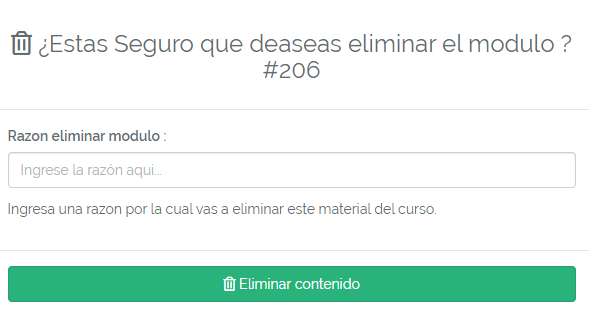 ¿Estas Seguro que deaseas eliminar el modulo ?
#206
Razon eliminar modulo :
Ingrese la razón aqui...
Ingresa una razon por la cual vas a eliminar este material del curso.
Eliminar contenido